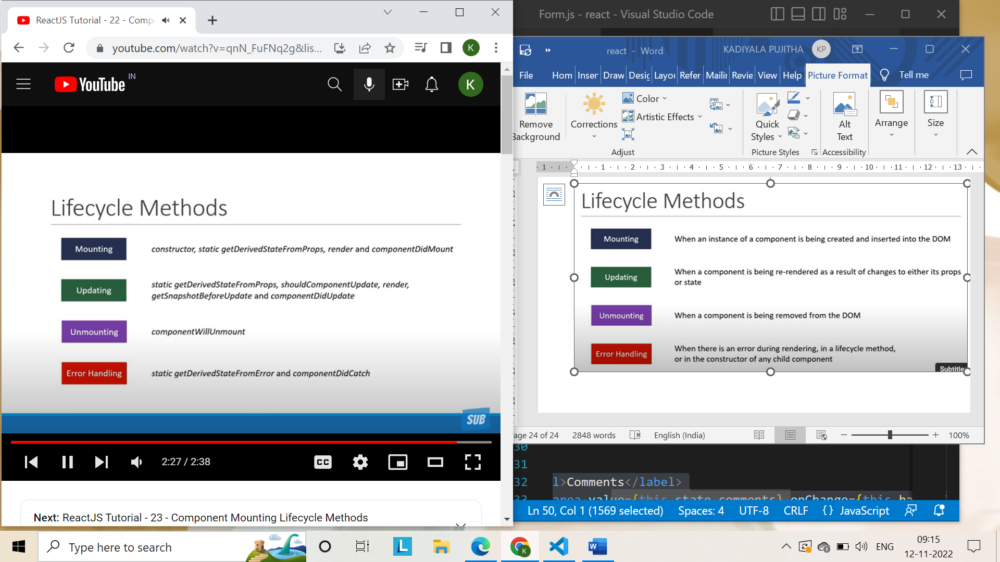 ReactJS Tutorial - 22 - Comp
youtube.com/watch?v=qnN_FuFNq2g&lis...
K
YouTube IN
K
Lifecycle Methods
Mounting
constructor, static getDerivedStateFromProps, render and componentDidMount
Updating
static getDerivedStateFromProps, shouldComponentUpdate, render,
getSnapshotBeforeUpdate and componentDidUpdate
Unmounting
componentWillUnmount
Error Handling
static getDerivedStateFromError and componentDidCatch
SUB
CC
2:27 / 2:38
Next: ReactJS Tutorial - 23 - Component Mounting Lifecycle Methods
Form.js - react - Visual Studio Code
react - Word
KADIYALA PUJITHA
KP
File Hom Inser Draw Desig Layou Refer Mailin Revie View Help Picture Format Tell me
Remove
Background
Corrections
Color
Artistic Effects
Adjust
Quick
Styles
Picture Styles
Alt
Text
Accessibility
Arrange
Size
1 1 2 3 4 5 6 7 8 9 10 11 12 13
Lifecycle Methods
Mounting
When an instance of a component is being created and inserted into the DOM
Updating
When a component is being re-rendered as a result of changes to either its props
or state
Unmounting
When a component is being removed from the DOM
Error Handling
When there is an error during rendering, in a lifecycle method,
or in the constructor of any child component
Subtitle
age 24 of 24 2848 words English (India) 100%
30
31
32 l>Comments</label>
33 area value={this.state.comments} onChange={this.ha
Ln 50, Col 1 (1569 selected) Spaces: 4 UTF-8 CRLF {} JavaScript
Type here to search
L
K
W
ENG
09:15
12-11-2022